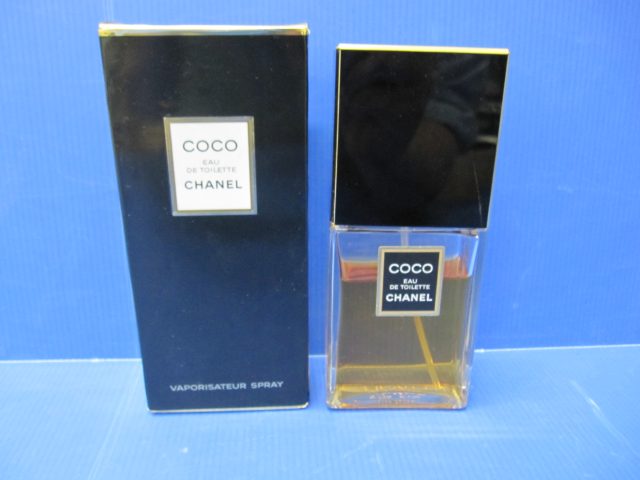 COCO
EAU
DE TOILETTE
CHANEL
VAPORISATEUR SPRAY
COCO
EAU
DE TOILETTE
CHANEL